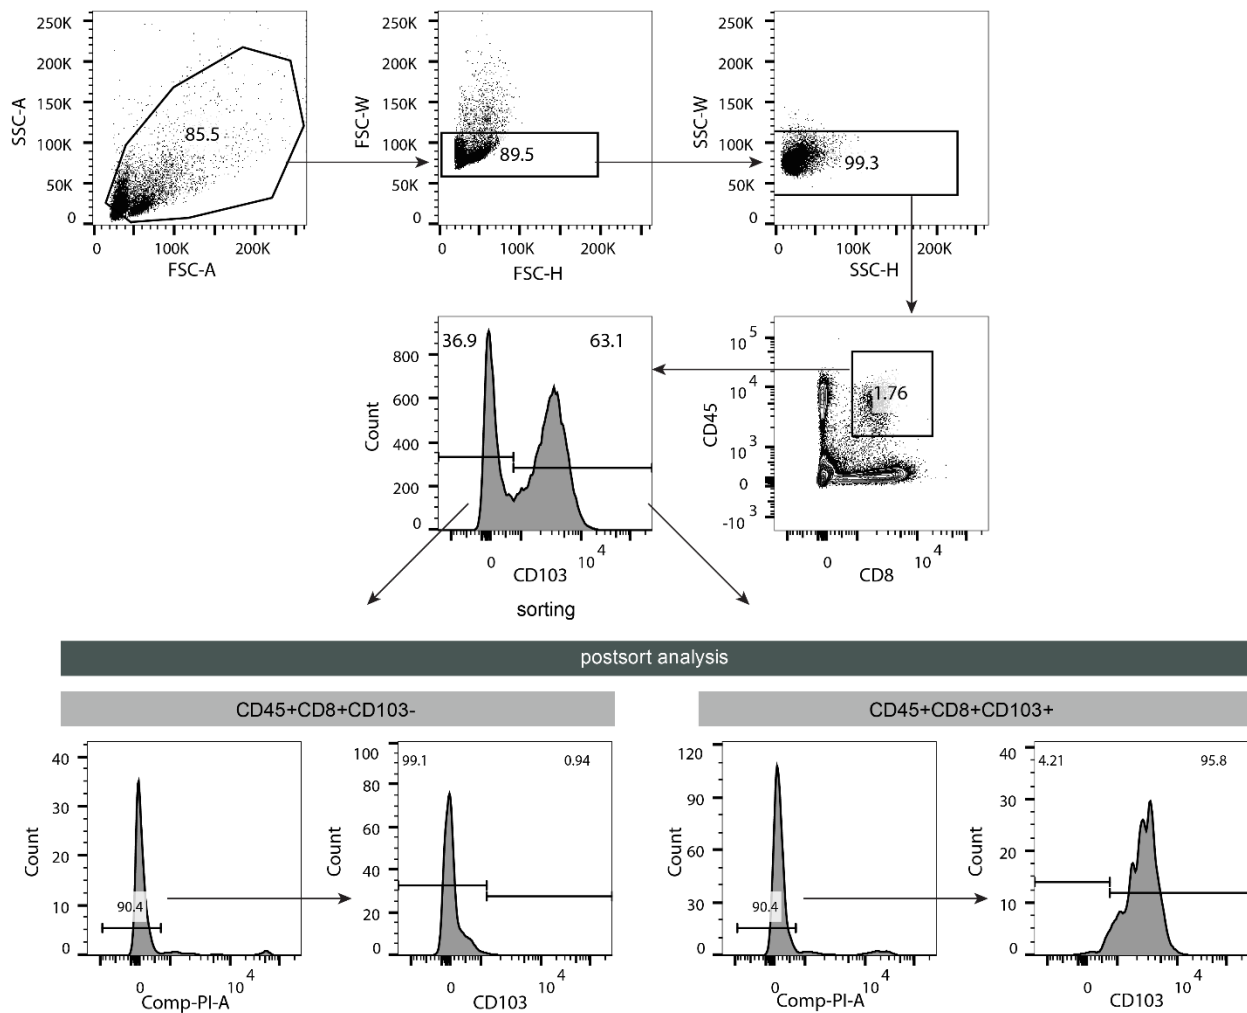 250K
200K
150K
100K
50K
0
SSC-A
85.5
0
100K
200K
FSC-A
250K
200K
150K
100K
50K
0
FSC-W
89.5
0
100K
200K
FSC-H
250K
200K
150K
100K
50K
0
SSC-W
99.3
0
100K
200K
SSC-H
36.9
63.1
800
600
400
200
0
Count
0
10 4
CD103
10 5
10 4
10 3
0
-10 3
CD45
1.76
0
10 4
CD8
sorting
postsort analysis
CD45+CD8+CD103-
CD45+CD8+CD103+
40
30
20
10
0
Count
90.4
0
10 4
Comp-PI-A
100
80
60
40
20
0
Count
99.1
0.94
0
10 4
CD103
120
90
60
30
0
Count
90.4
0
10 4
Comp-PI-A
40
30
20
10
0
Count
4.21
95.8
0
10 4
CD103